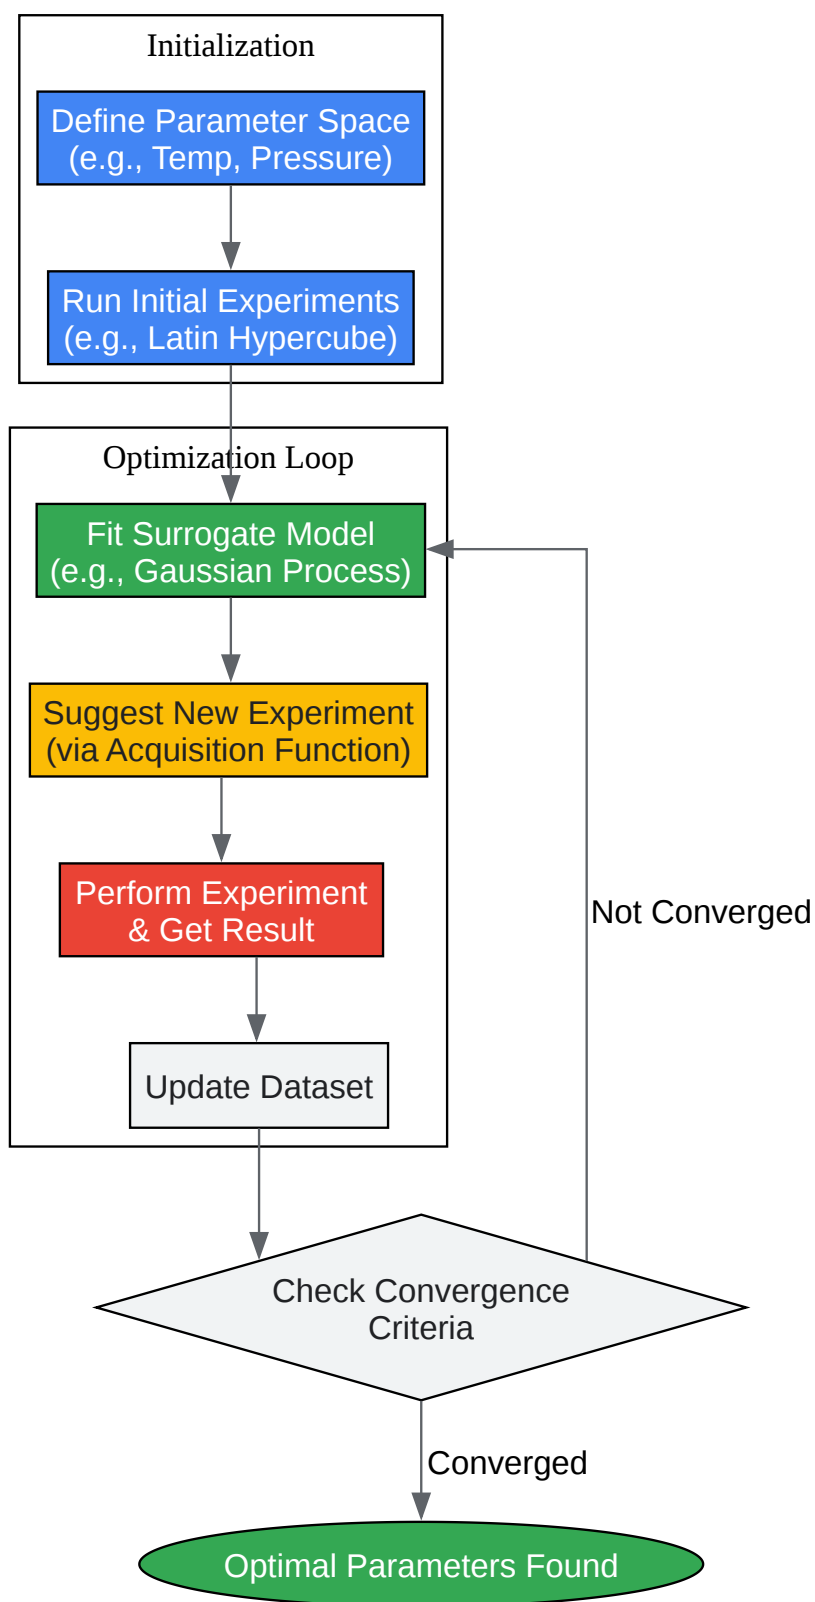 Initialization
Define Parameter Space
(e.g., Temp, Pressure)
Run Initial Experiments
(e.g., Latin Hypercube)
Optimization Loop
Fit Surrogate Model
(e.g., Gaussian Process)
Suggest New Experiment
(via Acquisition Function)
Perform Experiment
& Get Result
Not Converged
Update Dataset
Check Convergence
Criteria
Converged
Optimal Parameters Found